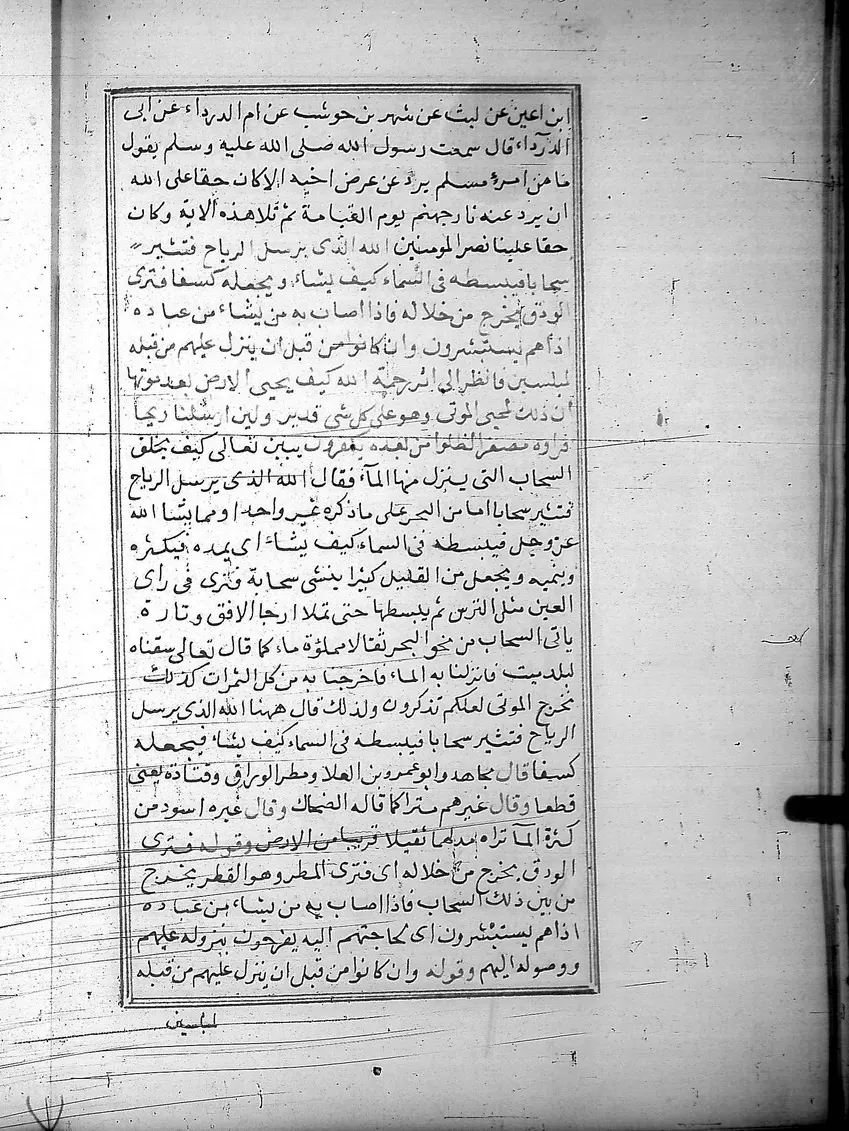 ابن اعين عن ليث عن شهر بن حوشب عن ام الدرداء عن ابى
الدرداء قال سمعت رسول الله صلى الله عليه وسلم يقول
ما من امرئ مسلم يرد عن عرض اخيه الا كان حقا على الله
ان يرد عنه نار جهنم يوم القيامة ثم تلا هذه الاية وكان
حقا علينا نصر المومنين الله الذى يرسل الرياح فتثير
سحابا فيبسطه فى السماء كيف يشاء ويجعله كسفا فترى
الودق يخرج من خلاله فاذا اصاب به من يشاء من عباده
اذا هم يستبشرون وان كانوا من قبل ان ينزل عليهم من قبله
لمبلسين فانظر الى اثر رحمة الله كيف يحيى الارض بعد موتها
ان ذلك لمحيى الموتى وهو على كل شى قدير ولين ارسلنا ريحا
فراوه مصفرا لظلوا من بعده يكفرون يبين تعالى كيف يخلق
السحاب التى ينزل منها المآء فقال الله الذى يرسل الرياح
فتثير سحابا اما من البحر على ما ذكره غير واحد او مما يشا الله
عز وجل فيبسطه فى السماء كيف يشاء اى يمده فيكثره
وينميه ويجعل من القليل كثيرا ينشى سحابة فترى فى راى
العين مثل الترس ثم يبسطها حتى تملا ارجا الافق وتارة
ياتى السحاب من نحو البحر ثقالا مملؤة ماء كما قال تعالى سقناه
لبلد ميت فانزلنا به الماء فاخرجنا به من كل الثمرات كذلك
نخرج الموتى لعلكم تذكرون ولذلك قال ههنا الله الذى يرسل
الرياح فتثير سحابا فيبسطه فى السماء كيف يشاء فيجعله
كسفا قال مجاهد وابو عمرو بن العلا ومطر الوراق وقتادة يعنى
قطعا وقال غيرهم متراكما قاله الضحاك وقال غيره اسود من
كثرة المآ تراه مدلهما ثقيلا قريبا من الارض وقوله فترى
الودق يخرج من خلاله اى فترى المطر وهو القطر يخرج
من بين ذلك السحاب فاذا اصاب به من يشاء من عباده
اذا هم يستبشرون اى لحاجتهم اليه يفرحون بنزوله عليهم
ووصوله اليهم وقوله وان كانوا من قبل ان ينزل عليهم من قبله
لمبلسين